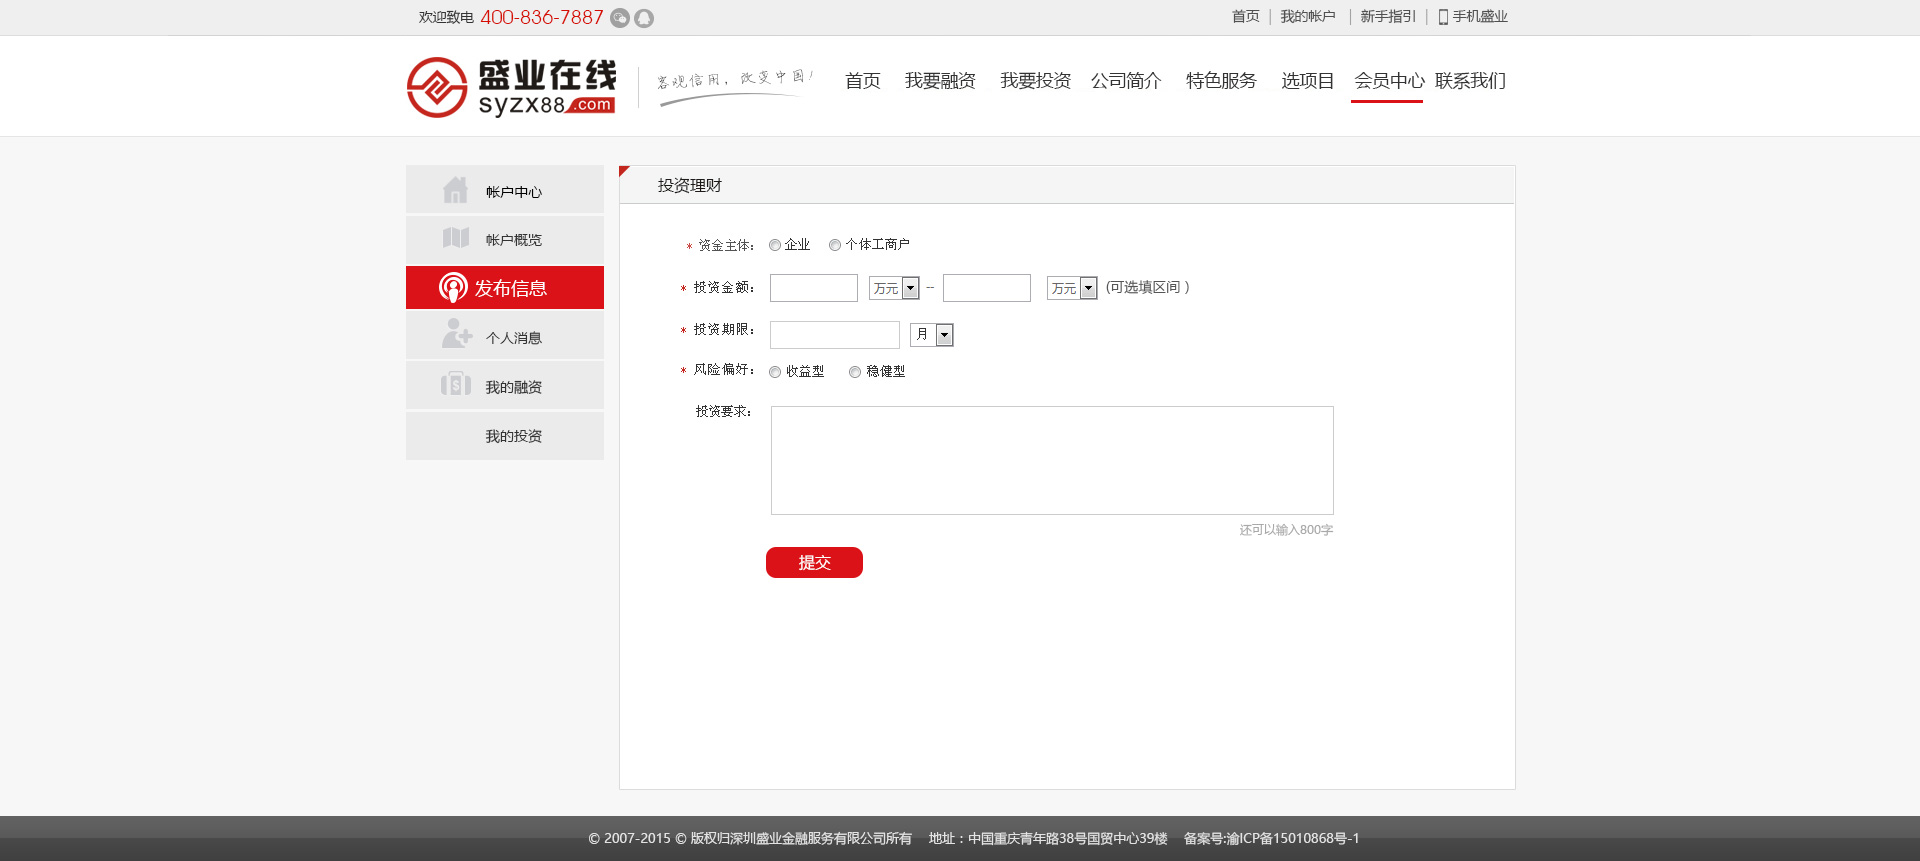 欢迎致电 400-836-7887 首页 | 我的帐户 | 新手指引 | 手机盛业
盛业在线
syzx88.com
客观信用，改变中国！
首页 我要融资 我要投资 公司简介 特色服务 选项目 会员中心 联系我们
帐户中心
帐户概览
发布信息
个人消息
我的融资
我的投资
投资理财
* 资金主体： 企业 个体工商户
* 投资金额： 万元 -- 万元 (可选填区间 )
* 投资期限： 月
* 风险偏好： 收益型 稳健型
投资要求：
还可以输入800字
提交
© 2007-2015 © 版权归深圳盛业金融服务有限公司所有 地址：中国重庆青年路38号国贸中心39楼 备案号:渝ICP备15010868号-1